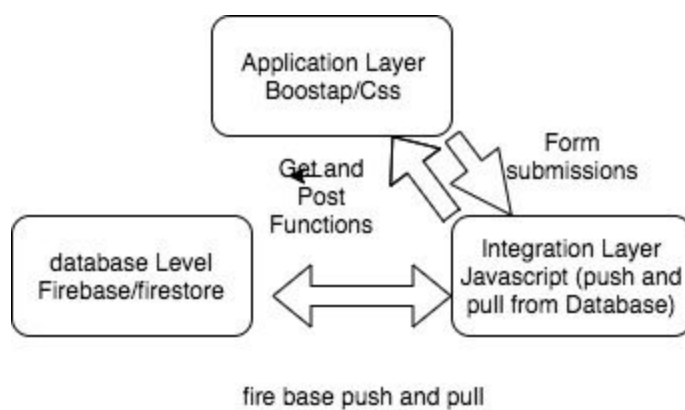 Application Layer
Boostap/Css
Get and
Post
Functions
Form
submissions
database Level
Firebase/firestore
Integration Layer
Javascript (push and
pull from Database)
fire base push and pull